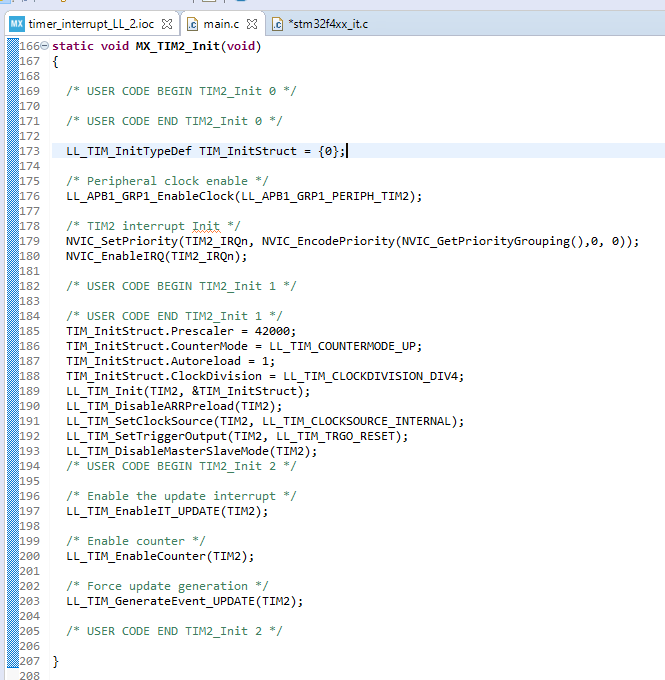 timer_interrupt_LL_2.ioc main.c *stm32f4xx_it.c
166 static void MX_TIM2_Init(void)
167 {
168
169 /* USER CODE BEGIN TIM2_Init 0 */
170
171 /* USER CODE END TIM2_Init 0 */
172
173 LL_TIM_InitTypeDef TIM_InitStruct = {0};
174
175 /* Peripheral clock enable */
176 LL_APB1_GRP1_EnableClock(LL_APB1_GRP1_PERIPH_TIM2);
177
178 /* TIM2 interrupt Init */
179 NVIC_SetPriority(TIM2_IRQn, NVIC_EncodePriority(NVIC_GetPriorityGrouping(),0, 0));
180 NVIC_EnableIRQ(TIM2_IRQn);
181
182 /* USER CODE BEGIN TIM2_Init 1 */
183
184 /* USER CODE END TIM2_Init 1 */
185 TIM_InitStruct.Prescaler = 42000;
186 TIM_InitStruct.CounterMode = LL_TIM_COUNTERMODE_UP;
187 TIM_InitStruct.Autoreload = 1;
188 TIM_InitStruct.ClockDivision = LL_TIM_CLOCKDIVISION_DIV4;
189 LL_TIM_Init(TIM2, &TIM_InitStruct);
190 LL_TIM_DisableARRPreload(TIM2);
191 LL_TIM_SetClockSource(TIM2, LL_TIM_CLOCKSOURCE_INTERNAL);
192 LL_TIM_SetTriggerOutput(TIM2, LL_TIM_TRGO_RESET);
193 LL_TIM_DisableMasterSlaveMode(TIM2);
194 /* USER CODE BEGIN TIM2_Init 2 */
195
196 /* Enable the update interrupt */
197 LL_TIM_EnableIT_UPDATE(TIM2);
198
199 /* Enable counter */
200 LL_TIM_EnableCounter(TIM2);
201
202 /* Force update generation */
203 LL_TIM_GenerateEvent_UPDATE(TIM2);
204
205 /* USER CODE END TIM2_Init 2 */
206
207 }
208